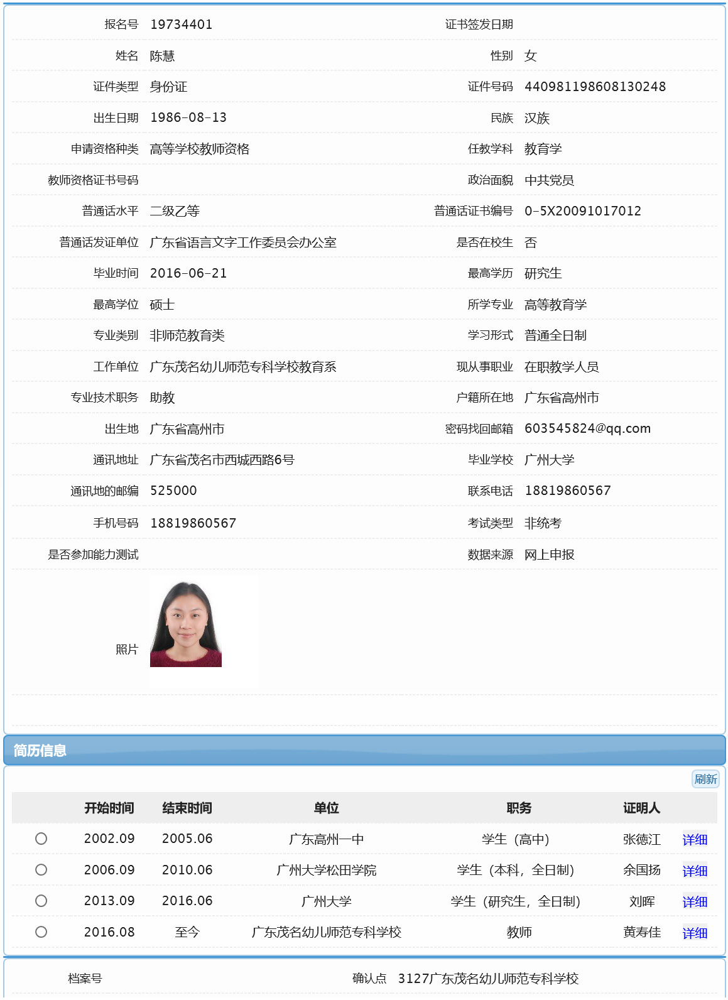 报名号 19734401 证书签发日期
姓名 陈慧 性别 女
证件类型 身份证 证件号码 440981198608130248
出生日期 1986-08-13 民族 汉族
申请资格种类 高等学校教师资格 任教学科 教育学
教师资格证书号码 政治面貌 中共党员
普通话水平 二级乙等 普通话证书编号 0-5X20091017012
普通话发证单位 广东省语言文字工作委员会办公室 是否在校生 否
毕业时间 2016-06-21 最高学历 研究生
最高学位 硕士 所学专业 高等教育学
专业类别 非师范教育类 学习形式 普通全日制
工作单位 广东茂名幼儿师范专科学校教育系 现从事职业 在职教学人员
专业技术职务 助教 户籍所在地 广东省高州市
出生地 广东省高州市 密码找回邮箱 603545824@qq.com
通讯地址 广东省茂名市西城西路6号 毕业学校 广州大学
通讯地的邮编 525000 联系电话 18819860567
手机号码 18819860567 考试类型 非统考
是否参加能力测试 数据来源 网上申报
照片
简历信息
刷新
开始时间 结束时间 单位 职务 证明人
2002.09 2005.06 广东高州一中 学生（高中） 张德江 详细
2006.09 2010.06 广州大学松田学院 学生（本科，全日制） 余国扬 详细
2013.09 2016.06 广州大学 学生（研究生，全日制） 刘晖 详细
2016.08 至今 广东茂名幼儿师范专科学校 教师 黄寿佳 详细
档案号 确认点 3127广东茂名幼儿师范专科学校